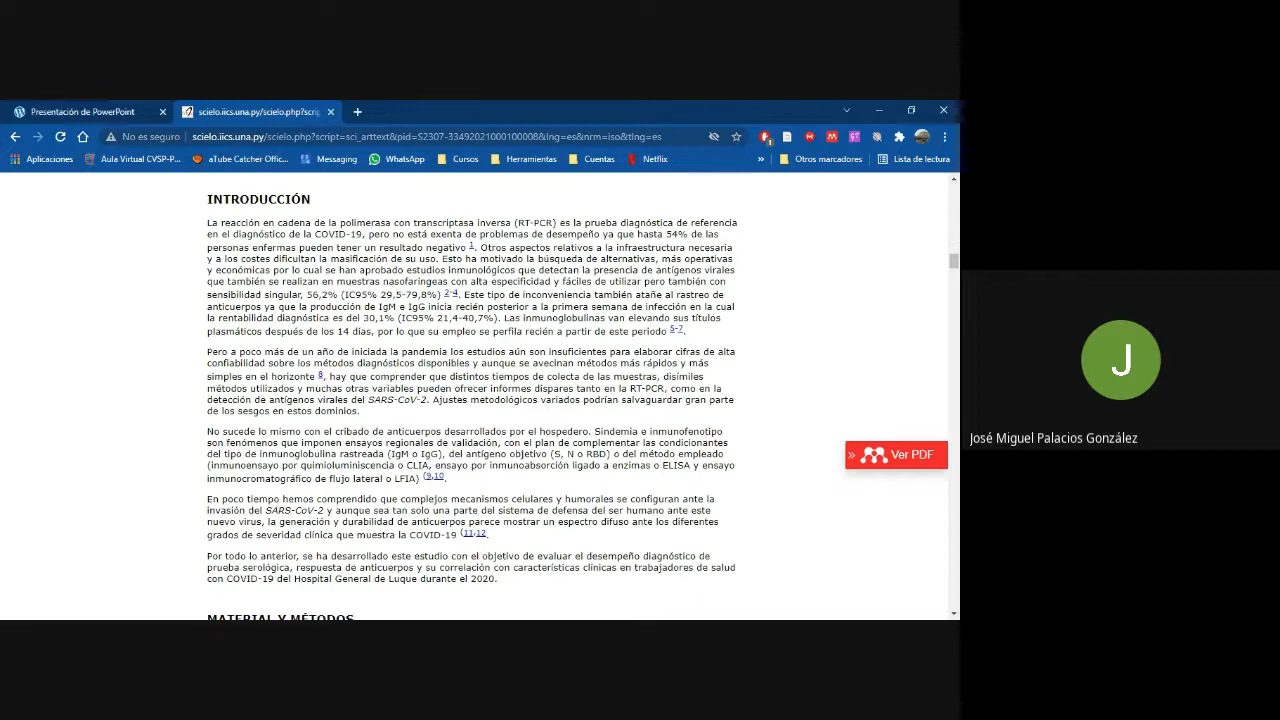 Presentación de PowerPoint
scielo.iics.una.py/scielo.php?scrip
No es seguro
scielo.iics.una.py/scielo.php?script=sci_arttext&pid=S2307-33492021000100008&lng=es&nrm=iso&tlng=es
Aplicaciones
Aula Virtual CVSP-P...
aTube Catcher Offic...
Messaging
WhatsApp
Cursos
Herramientas
Cuentas
Netflix
»
Otros marcadores
Lista de lectura
INTRODUCCIÓN
La reacción en cadena de la polimerasa con transcriptasa inversa (RT-PCR) es la prueba diagnóstica de referencia
en el diagnóstico de la COVID-19, pero no está exenta de problemas de desempeño ya que hasta 54% de las
personas enfermas pueden tener un resultado negativo 1. Otros aspectos relativos a la infraestructura necesaria
y a los costes dificultan la masificación de su uso. Esto ha motivado la búsqueda de alternativas, más operativas
y económicas por lo cual se han aprobado estudios inmunológicos que detectan la presencia de antígenos virales
que también se realizan en muestras nasofaríngeas con alta especificidad y fáciles de utilizar pero también con
sensibilidad singular, 56,2% (IC95% 29,5-79,8%) 2-4. Este tipo de inconveniencia también atañe al rastreo de
anticuerpos ya que la producción de IgM e IgG inicia recién posterior a la primera semana de infección en la cual
la rentabilidad diagnóstica es del 30,1% (IC95% 21,4-40,7%). Las inmunoglobulinas van elevando sus títulos
plasmáticos después de los 14 días, por lo que su empleo se perfila recién a partir de este periodo 5-7.
Pero a poco más de un año de iniciada la pandemia los estudios aún son insuficientes para elaborar cifras de alta
confiabilidad sobre los métodos diagnósticos disponibles y aunque se avecinan métodos más rápidos y más
simples en el horizonte 8, hay que comprender que distintos tiempos de colecta de las muestras, disímiles
métodos utilizados y muchas otras variables pueden ofrecer informes dispares tanto en la RT-PCR, como en la
detección de antígenos virales del SARS-CoV-2. Ajustes metodológicos variados podrían salvaguardar gran parte
de los sesgos en estos dominios.
No sucede lo mismo con el cribado de anticuerpos desarrollados por el hospedero. Sindemia e inmunofenotipo
son fenómenos que imponen ensayos regionales de validación, con el plan de complementar las condicionantes
del tipo de inmunoglobulina rastreada (IgM o IgG), del antígeno objetivo (S, N o RBD) o del método empleado
(inmunoensayo por quimioluminiscencia o CLIA, ensayo por inmunoabsorción ligado a enzimas o ELISA y ensayo
inmunocromatográfico de flujo lateral o LFIA) (9,10.
En poco tiempo hemos comprendido que complejos mecanismos celulares y humorales se configuran ante la
invasión del SARS-CoV-2 y aunque sea tan solo una parte del sistema de defensa del ser humano ante este
nuevo virus, la generación y durabilidad de anticuerpos parece mostrar un espectro difuso ante los diferentes
grados de severidad clínica que muestra la COVID-19 (11,12.
Por todo lo anterior, se ha desarrollado este estudio con el objetivo de evaluar el desempeño diagnóstico de
prueba serológica, respuesta de anticuerpos y su correlación con características clínicas en trabajadores de salud
con COVID-19 del Hospital General de Luque durante el 2020.
MATERIAL Y MÉTODOS
» Ver PDF
J
José Miguel Palacios González